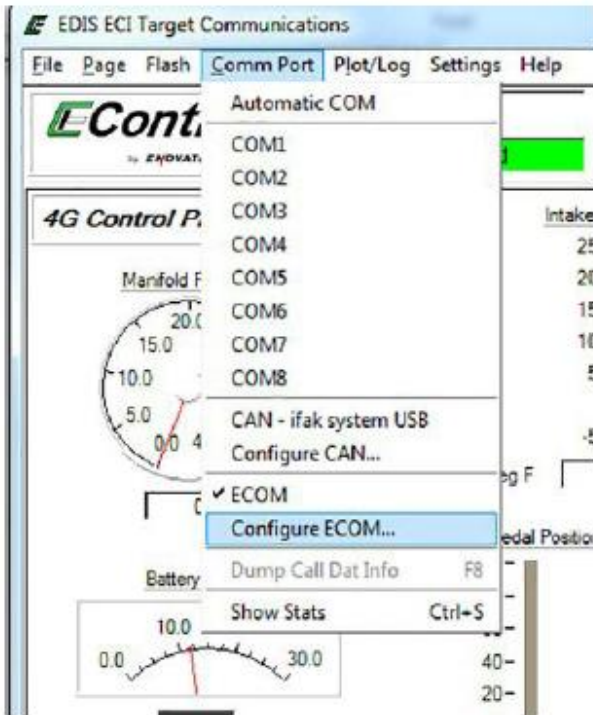 EDIS ECI Target Communications
File Page Flash Comm Port Plot/Log Settings Help
Automatic COM
COM1
COM2
COM3
COM4
COM5
COM6
COM7
COM8
CAN - ifak system USB
Configure CAN...
✓ ECOM
Configure ECOM...
Dump Call Dat Info F8
Show Stats Ctrl+S
ECont
by
4G Control P
Manifold
20.0
15.0
10.0
5.0
0.0 4
Intake
25
20
15
10
5
-5
eg F
edal Position
40-
20-
Battery
10.0
0.0 30.0